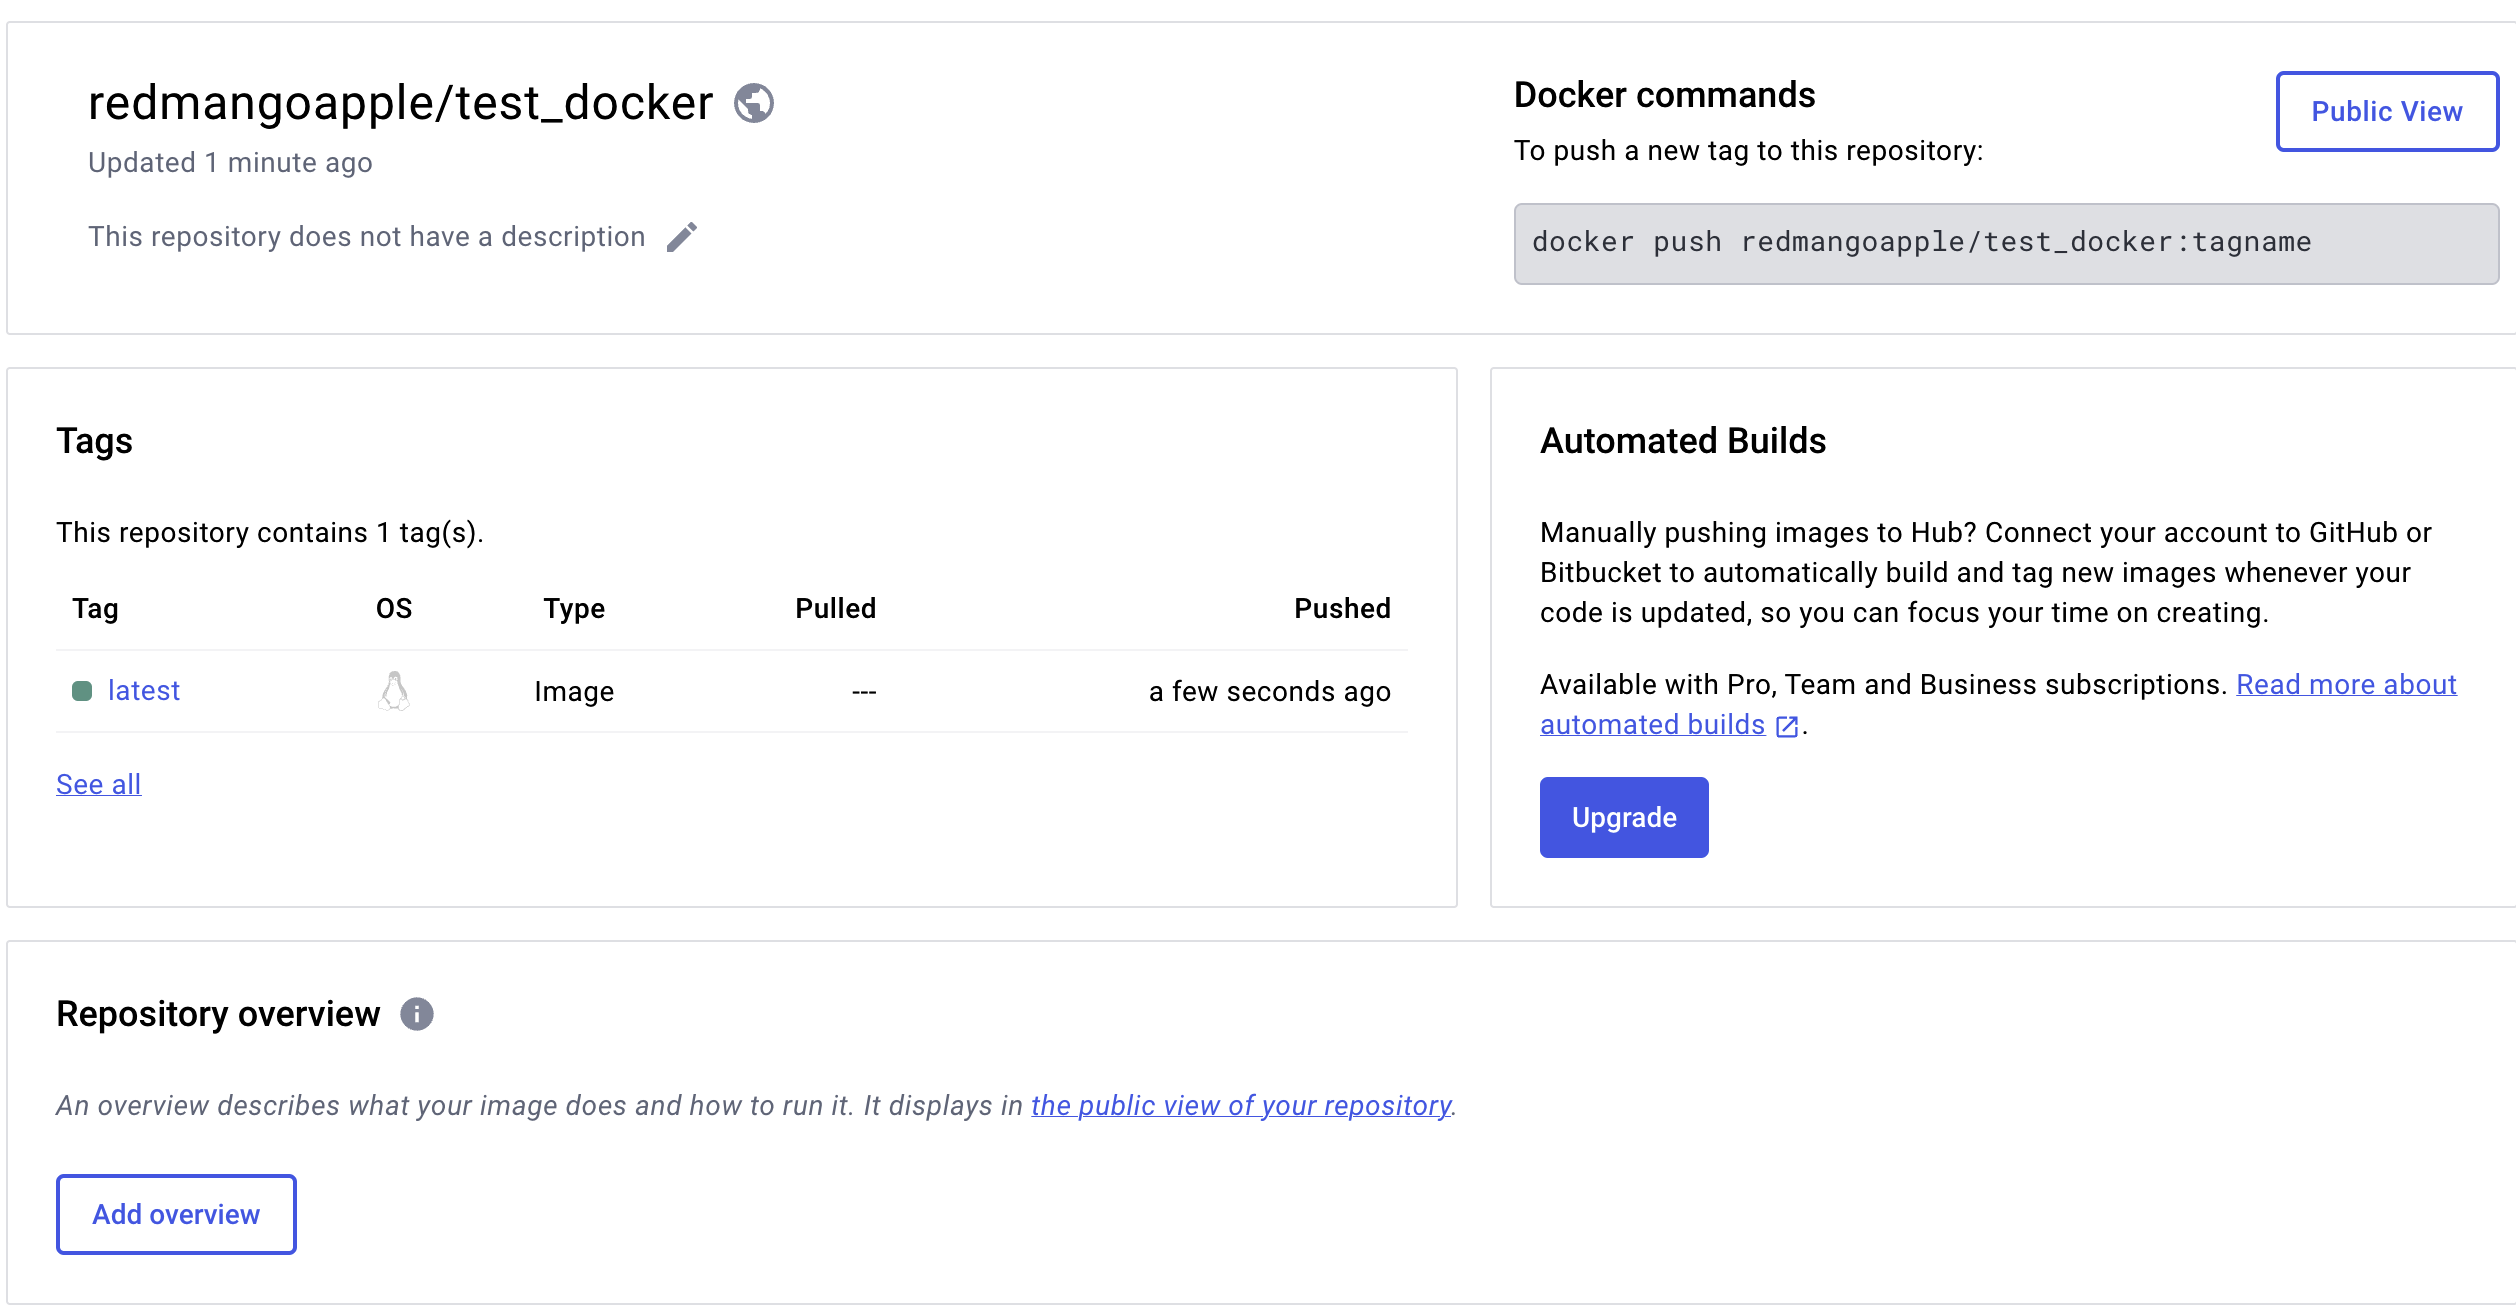 redmangoapple/test_docker
Updated 1 minute ago
This repository does not have a description
Docker commands
Public View
To push a new tag to this repository:
docker push redmangoapple/test_docker:tagname
Tags
This repository contains 1 tag(s).
Tag OS Type Pulled Pushed
latest Image --- a few seconds ago
See all
Automated Builds
Manually pushing images to Hub? Connect your account to GitHub or
Bitbucket to automatically build and tag new images whenever your
code is updated, so you can focus your time on creating.
Available with Pro, Team and Business subscriptions. Read more about
automated builds.
Upgrade
Repository overview
An overview describes what your image does and how to run it. It displays in the public view of your repository.
Add overview